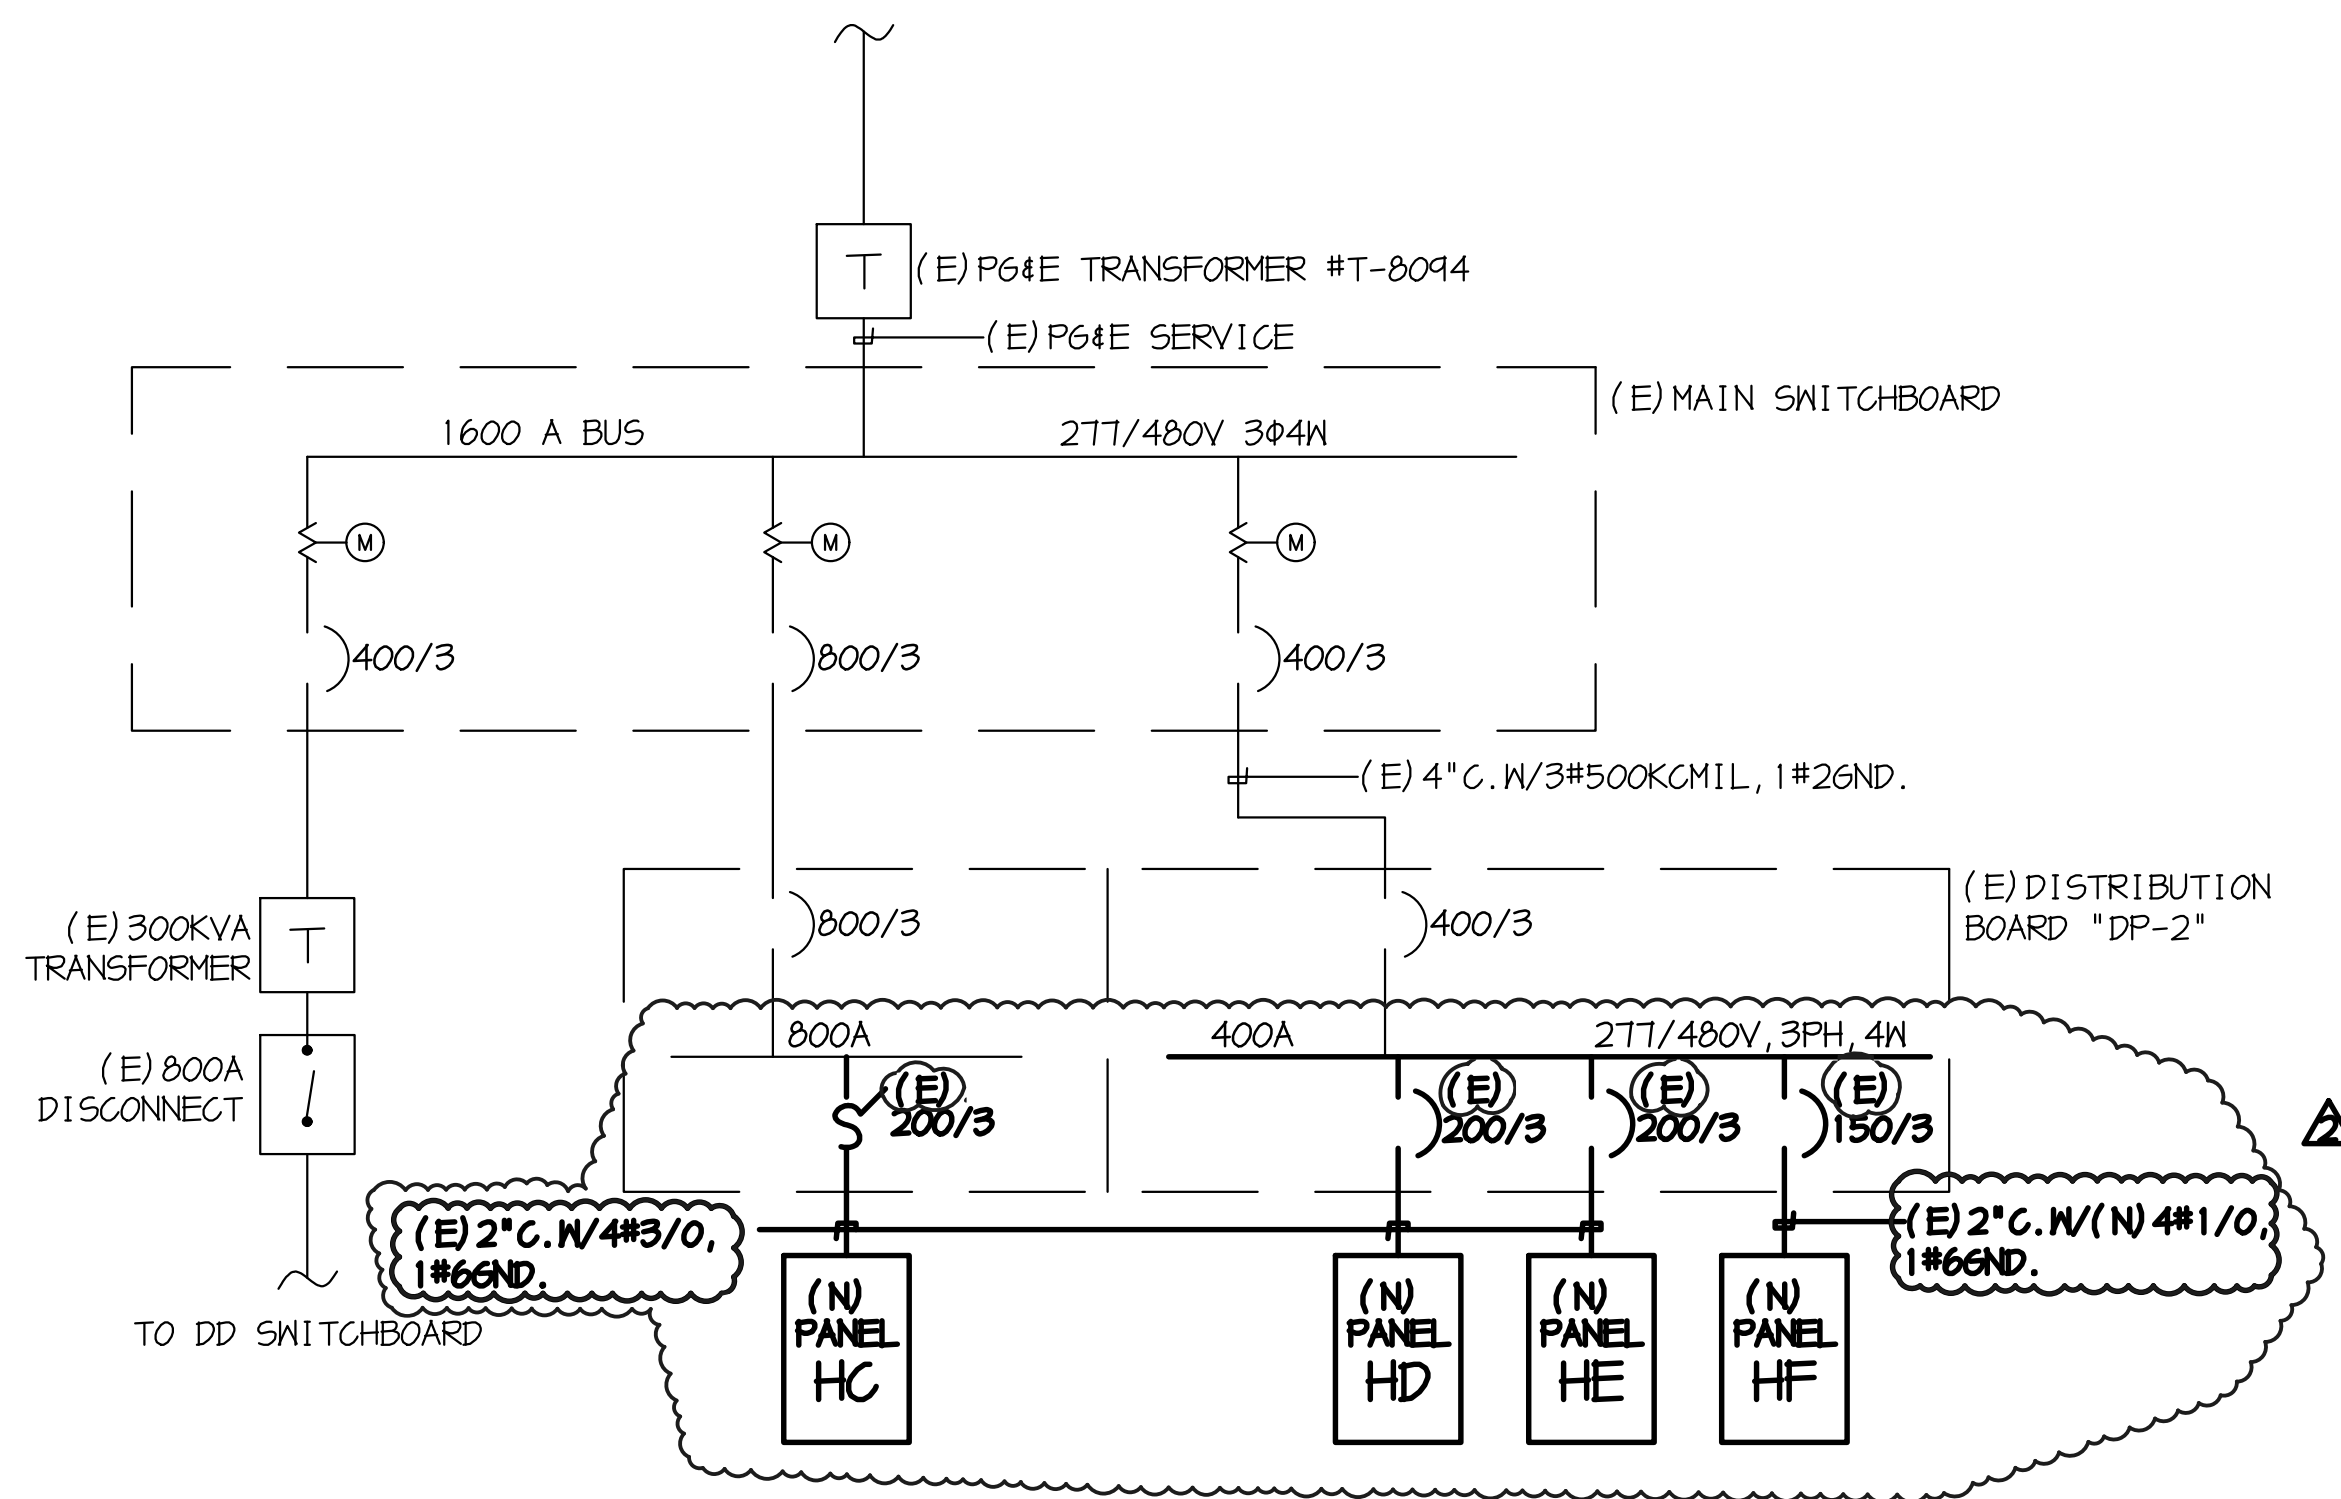 T
(E)PG&E TRANSFORMER #T-8094
(E)PG&E SERVICE
(E)MAIN SWITCHBOARD
1600 A BUS
277/480V 3Φ4W
M
M
M
400/3
800/3
400/3
(E)4"C.W/3#500KCMIL,1#2GND.
(E)300KVA
TRANSFORMER
T
800/3
400/3
(E)DISTRIBUTION
BOARD "DP-2"
800A
400A
277/480V,3PH,4W
(E)800A
DISCONNECT
(E)
200/3
(E)
200/3
(E)
200/3
(E)
150/3
2
(E)2"C.W/4#3/0,
1#6GND.
(E)2"C.W/(N)4#1/0,
1#6GND.
TO DD SWITCHBOARD
(N)
PANEL
HC
(N)
PANEL
HD
(N)
PANEL
HE
(N)
PANEL
HF